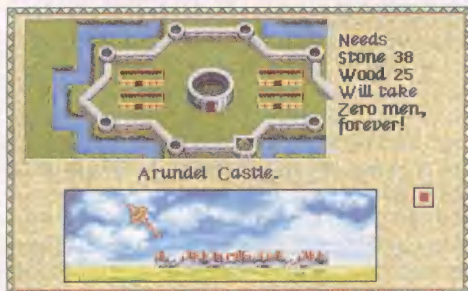 Needs
Stone 38
Wood 25
Will take
Zero men,
forever!
Arundel Castle.